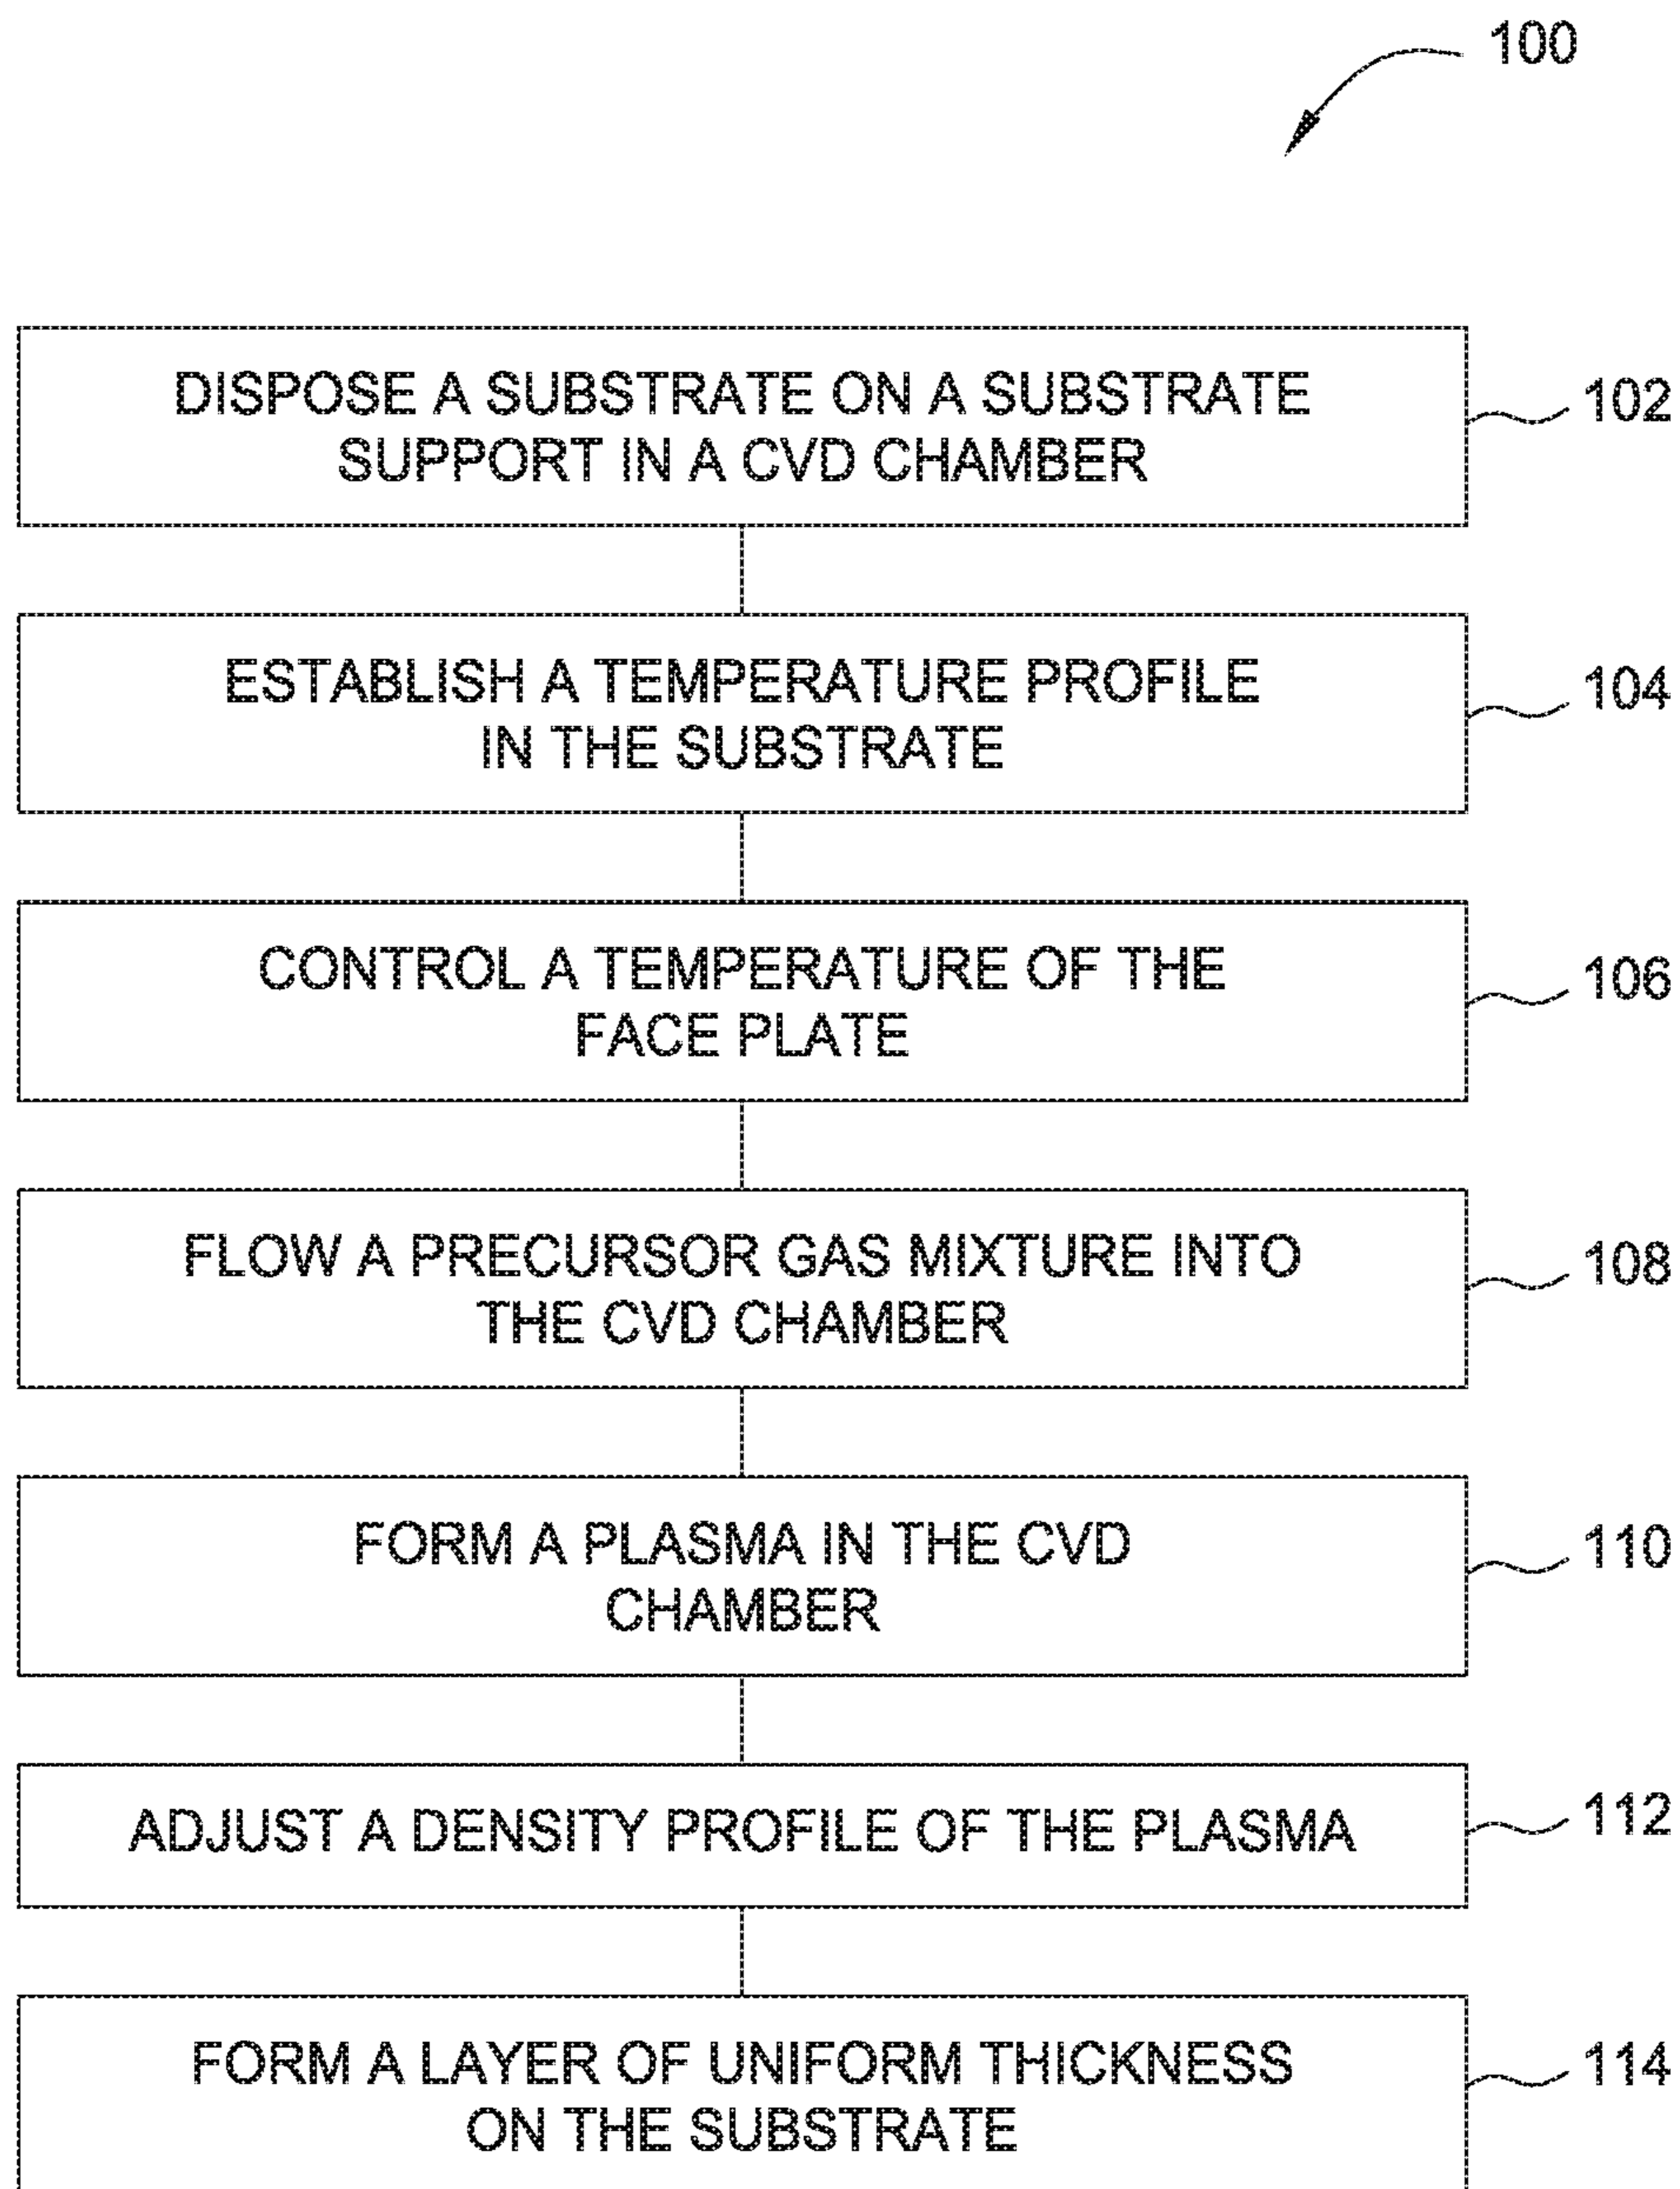 100
DISPOSE A SUBSTRATE ON A SUBSTRATE
SUPPORT IN A CVD CHAMBER
102
ESTABLISH A TEMPERATURE PROFILE
IN THE SUBSTRATE
104
CONTROL A TEMPERATURE OF THE
FACE PLATE
106
FLOW A PRECURSOR GAS MIXTURE INTO
THE CVD CHAMBER
108
FORM A PLASMA IN THE CVD
CHAMBER
110
ADJUST A DENSITY PROFILE OF THE PLASMA
112
FORM A LAYER OF UNIFORM THICKNESS
ON THE SUBSTRATE
114